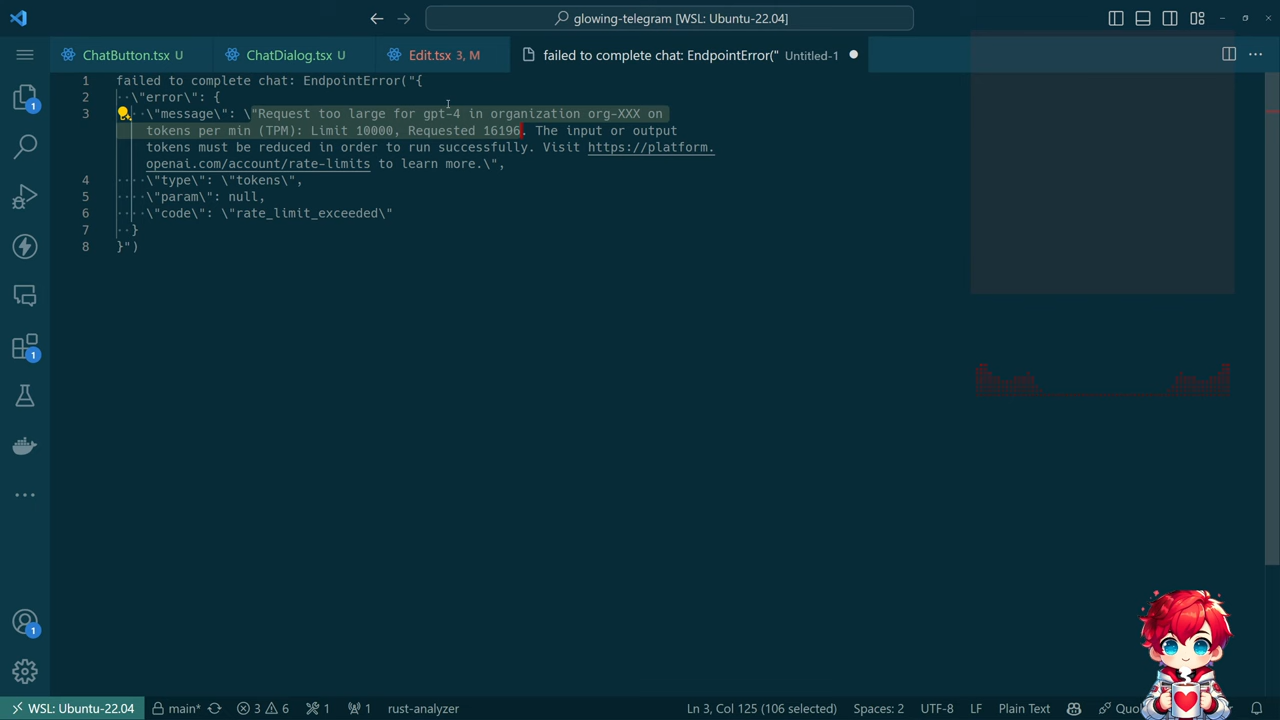 glowing-telegram [WSL: Ubuntu-22.04]
ChatButton.tsx U
ChatDialog.tsx U
Edit.tsx 3, M
failed to complete chat: EndpointError(" Untitled-1
1 failed to complete chat: EndpointError("{
2 \"error\": {
3 \"message\": \"Request too large for gpt-4 in organization org-XXX on
tokens per min (TPM): Limit 10000, Requested 16196. The input or output
tokens must be reduced in order to run successfully. Visit https://platform.
openai.com/account/rate-limits to learn more.\",
4 \"type\": \"tokens\",
5 \"param\": null,
6 \"code\": \"rate_limit_exceeded\"
7 }
8 }")
1
1
1
WSL: Ubuntu-22.04 main* 3 6 1 1 rust-analyzer Ln 3, Col 125 (106 selected) Spaces: 2 UTF-8 LF Plain Text Quo